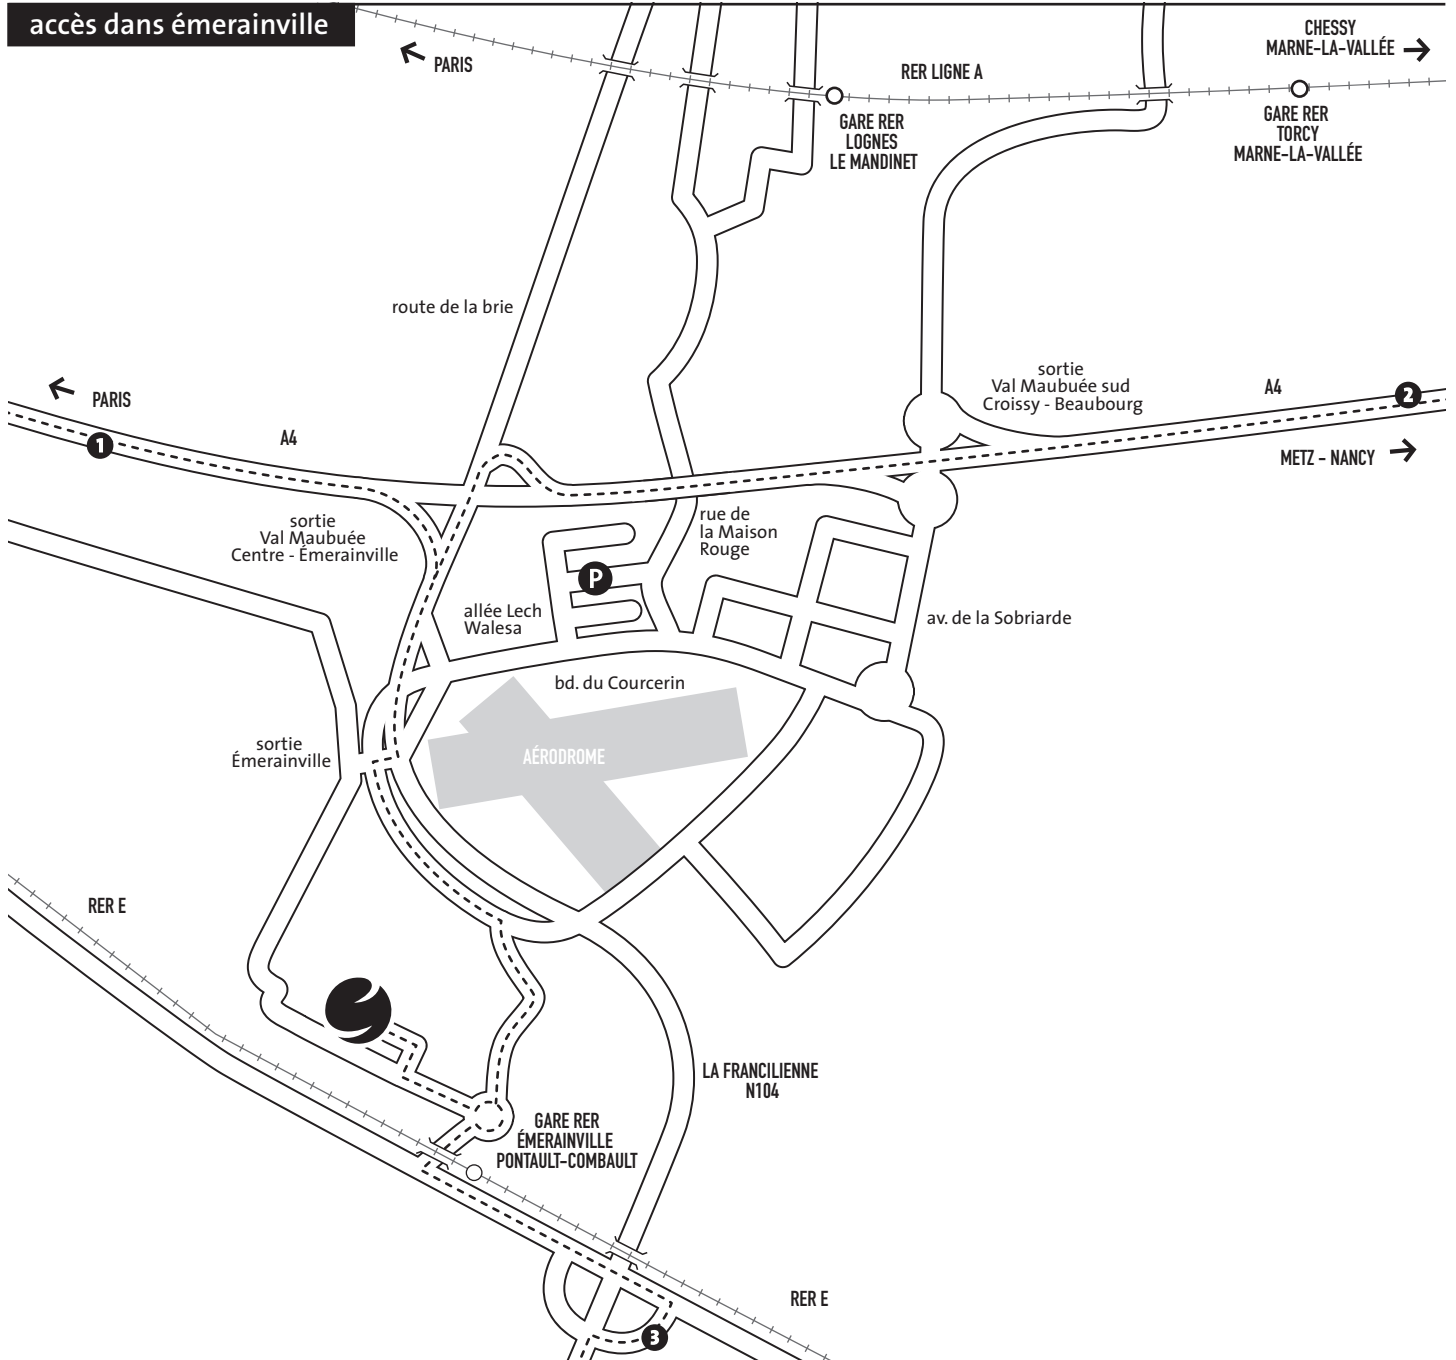 accès dans émerainville
CHESSY
MARNE-LA-VALLÉE
PARIS
RER LIGNE A
GARE RER
LOGNES
LE MANDINET
GARE RER
TORCY
MARNE-LA-VALLÉE
route de la brie
sortie
Val Maubuée sud
Croissy - Beaubourg
A4
2
PARIS
A4
1
METZ - NANCY
sortie
Val Maubuée
Centre - Émerainville
rue de
la Maison
Rouge
P
allée Lech
Walesa
av. de la Sobriarde
bd. du Courcerin
sortie
Émerainville
AÉRODROME
RER E
LA FRANCILIENNE
N104
GARE RER
ÉMERAINVILLE
PONTAULT-COMBAULT
RER E
3